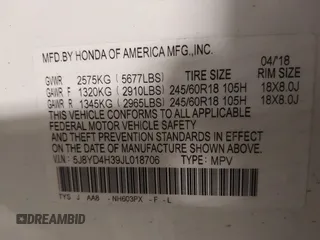 MFD.BY HONDA OF AMERICA MFG.,INC. 04/18
GVWR 2575KG (5677LBS) TIRE SIZE RIM SIZE
GAWR F 1320KG (2910LBS) 245/60R18 105H 18X8.0J
GAWR R 1345KG (2965LBS) 245/60R18 105H 18X8.0J
THIS VEHICLE CONFORMS TO ALL APPLICABLE
FEDERAL MOTOR VEHICLE SAFETY, BUMPER, AND
THEFT PREVENTION STANDARDS IN EFFECT ON
THE DATE OF MANUFACTURE SHOWN ABOVE.
V.I.N.: 5J8YD4H39JL018706 TYPE: MPV
TYS J AA8 - NH603PX - F - L
DREAMBID